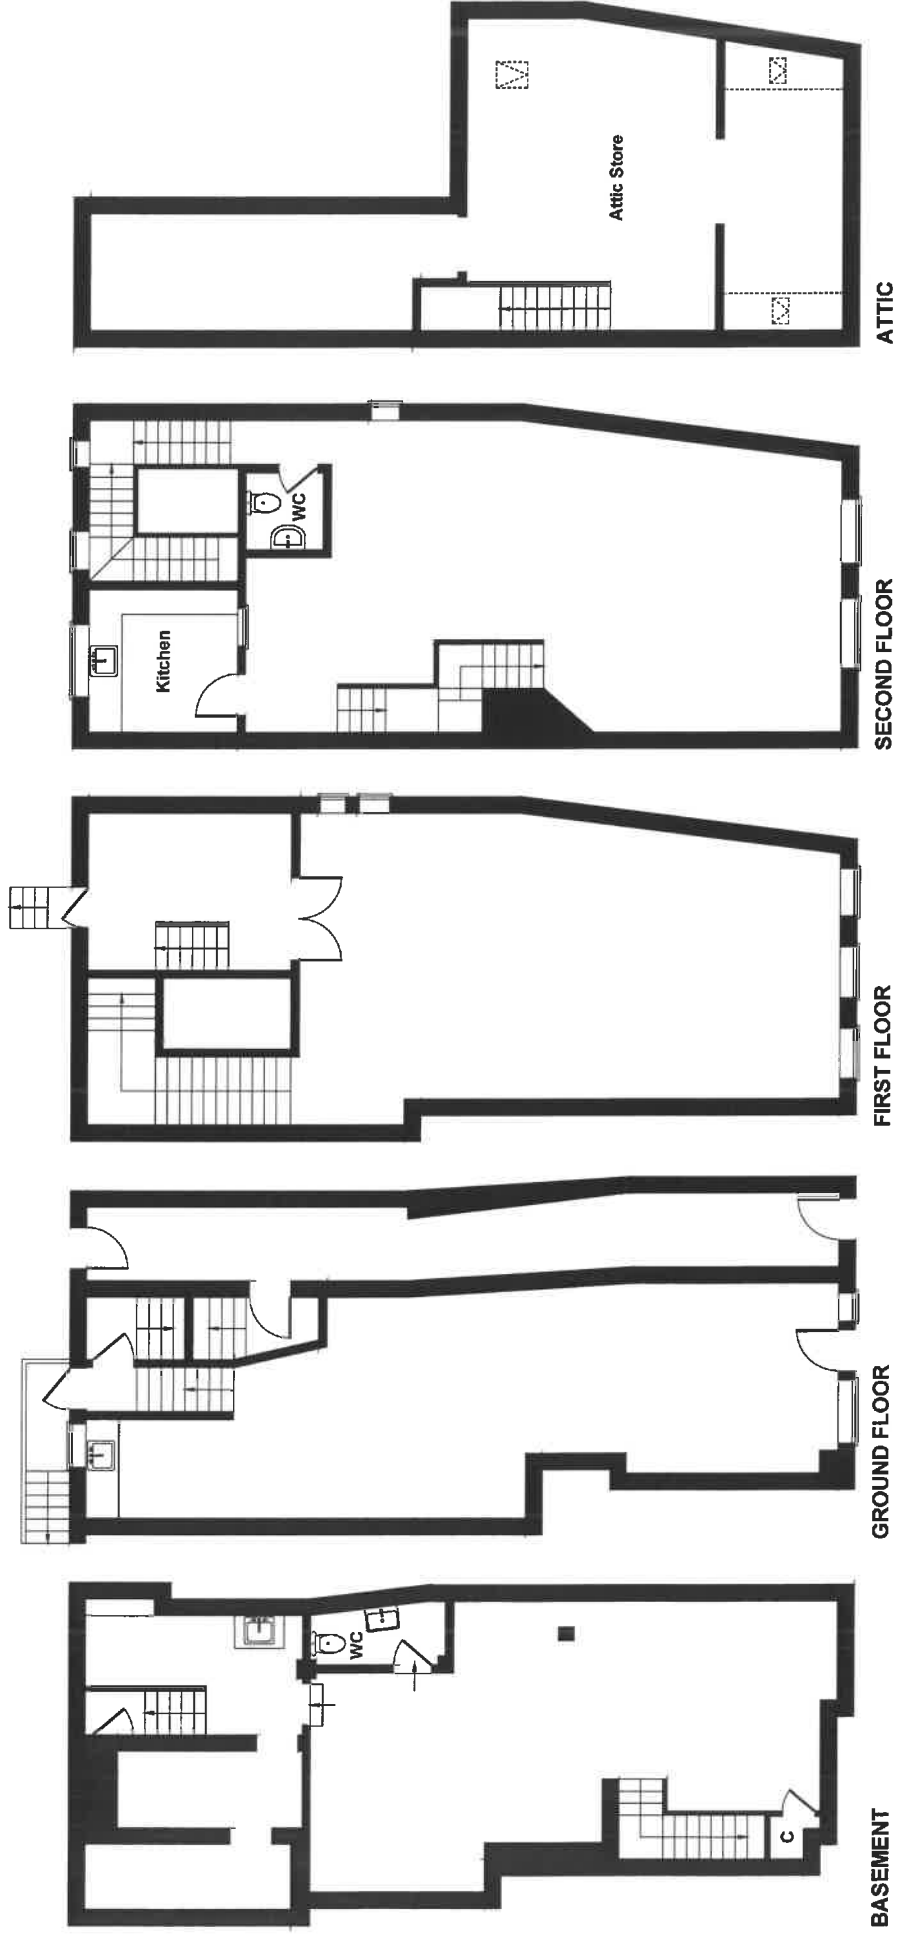 BASEMENT
WC
C
GROUND FLOOR
FIRST FLOOR
SECOND FLOOR
Kitchen
WC
ATTIC
Attic Store